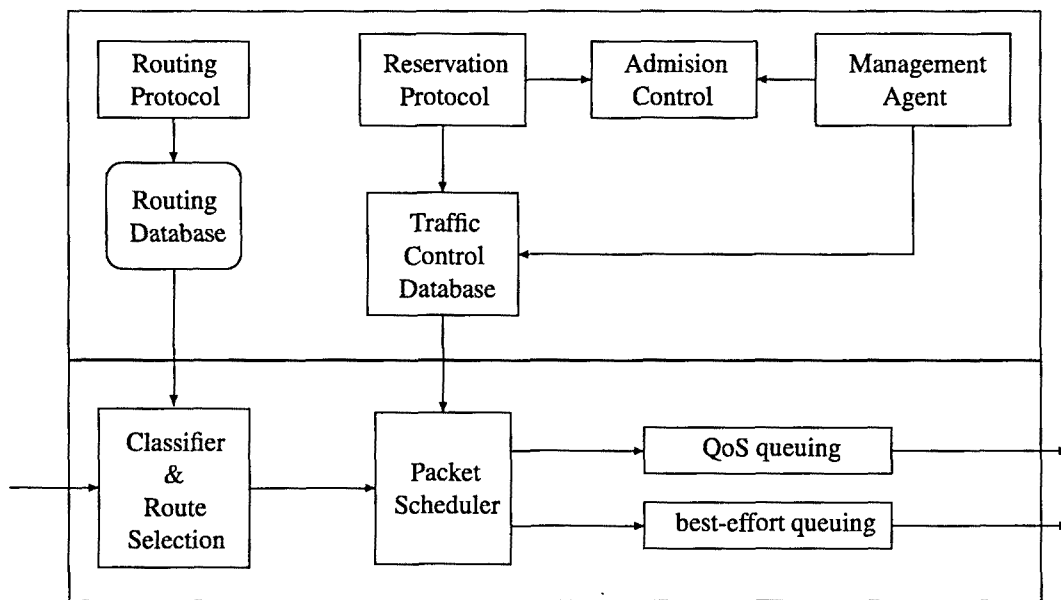 Routing
Protocol
Reservation
Protocol
Admision
Control
Management
Agent
Routing
Database
Traffic
Control
Database
Classifier
&
Route
Selection
Packet
Scheduler
QoS queuing
best-effort queuing